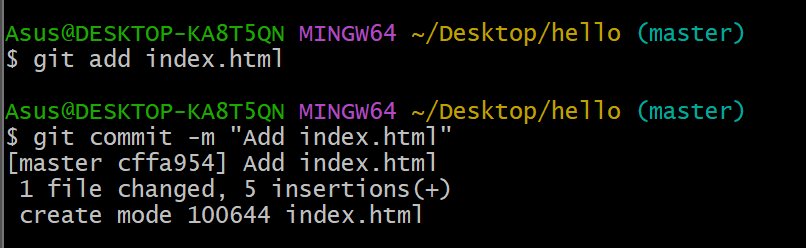 Asus@DESKTOP-KA8T5QN MINGW64 ~/Desktop/hello (master)
$ git add index.html
Asus@DESKTOP-KA8T5QN MINGW64 ~/Desktop/hello (master)
$ git commit -m "Add index.html"
[master cffa954] Add index.html
 1 file changed, 5 insertions(+)
 create mode 100644 index.html